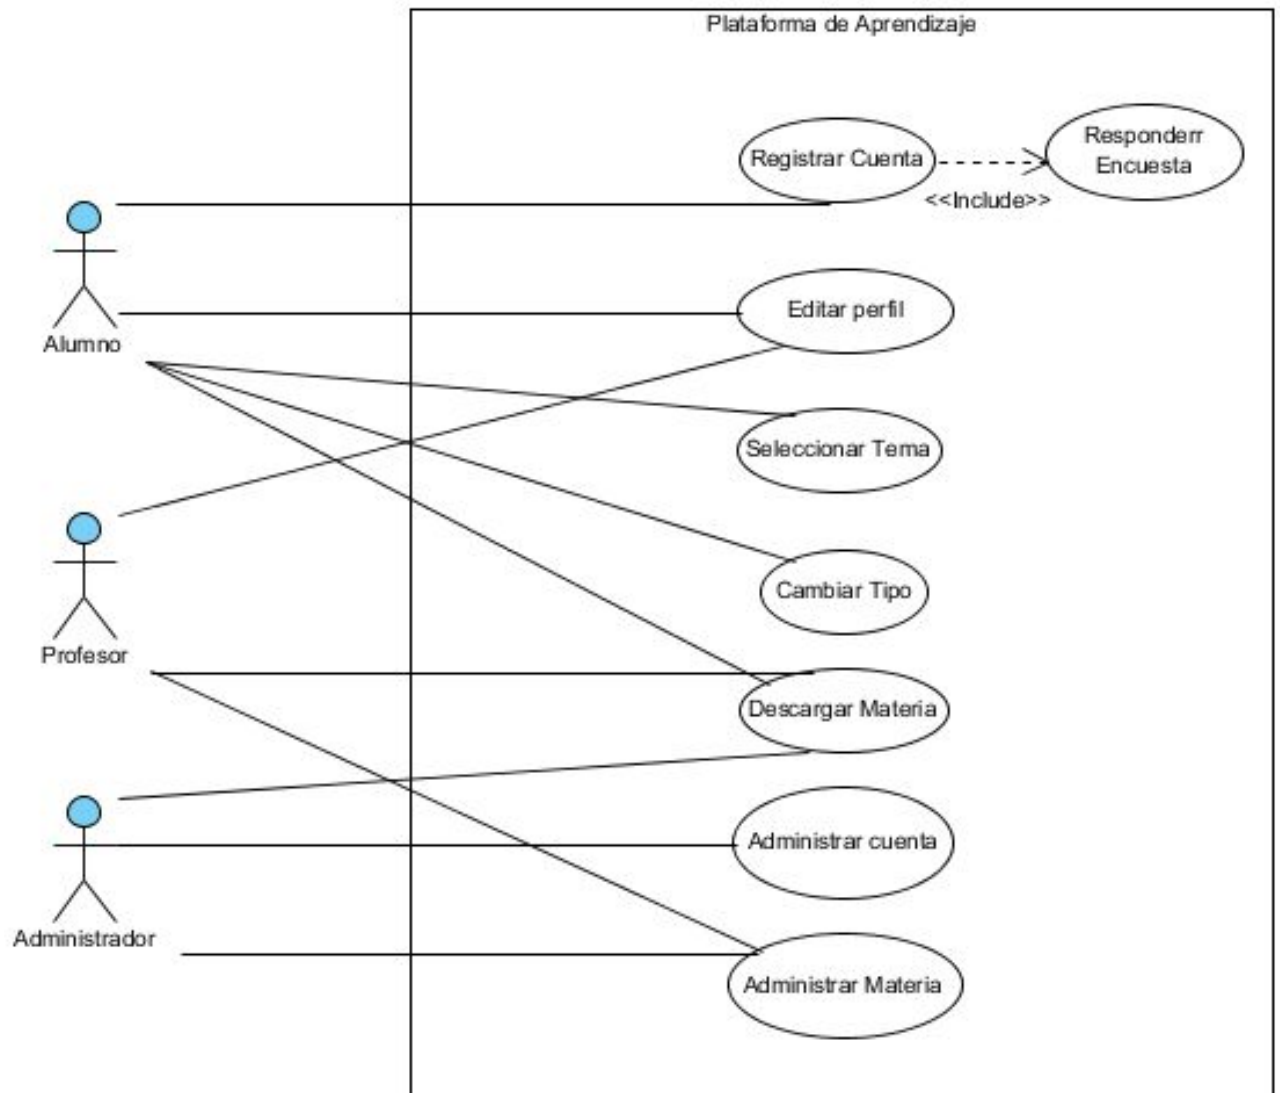 Plataforma de Aprendizaje
Registrar Cuenta
Responderr
Encuesta
<<Include>>
Editar perfil
Alumno
Seleccionar Tema
Cambiar Tipo
Profesor
Descargar Materia
Administrar cuenta
Administrador
Administrar Materia